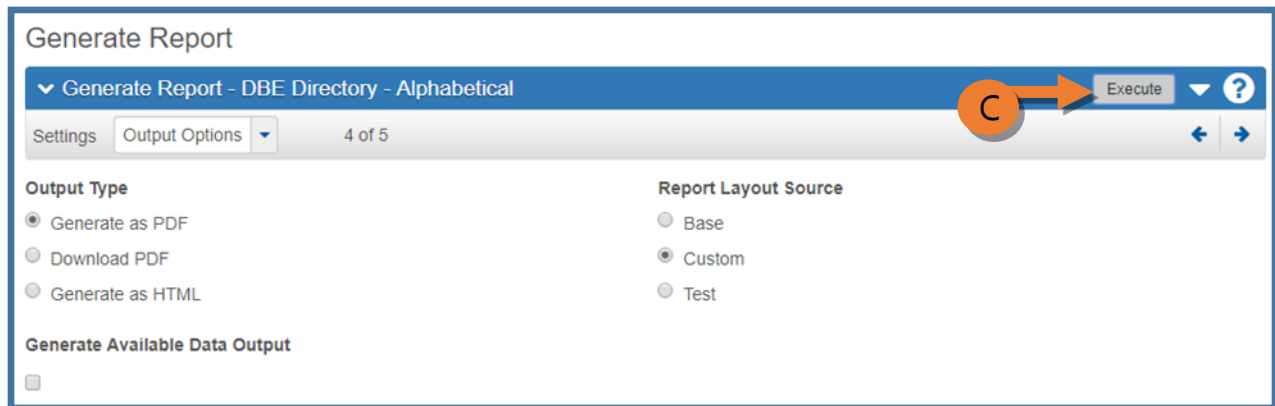 Generate Report
Generate Report - DBE Directory - Alphabetical
C
Execute
?
Settings Output Options 4 of 5
Output Type Report Layout Source
Generate as PDF Base
Download PDF Custom
Generate as HTML Test
Generate Available Data Output